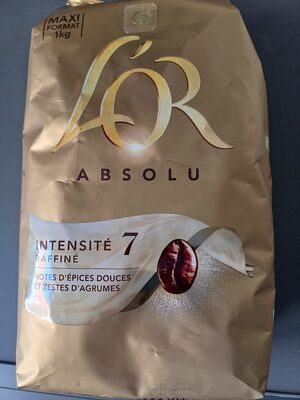 MAXI
FORMAT
1kg
L'OR
ABSOLU
INTENSITÉ 7
RAFFINÉ
NOTES D'ÉPICES DOUCES
ET ZESTES D'AGRUMES